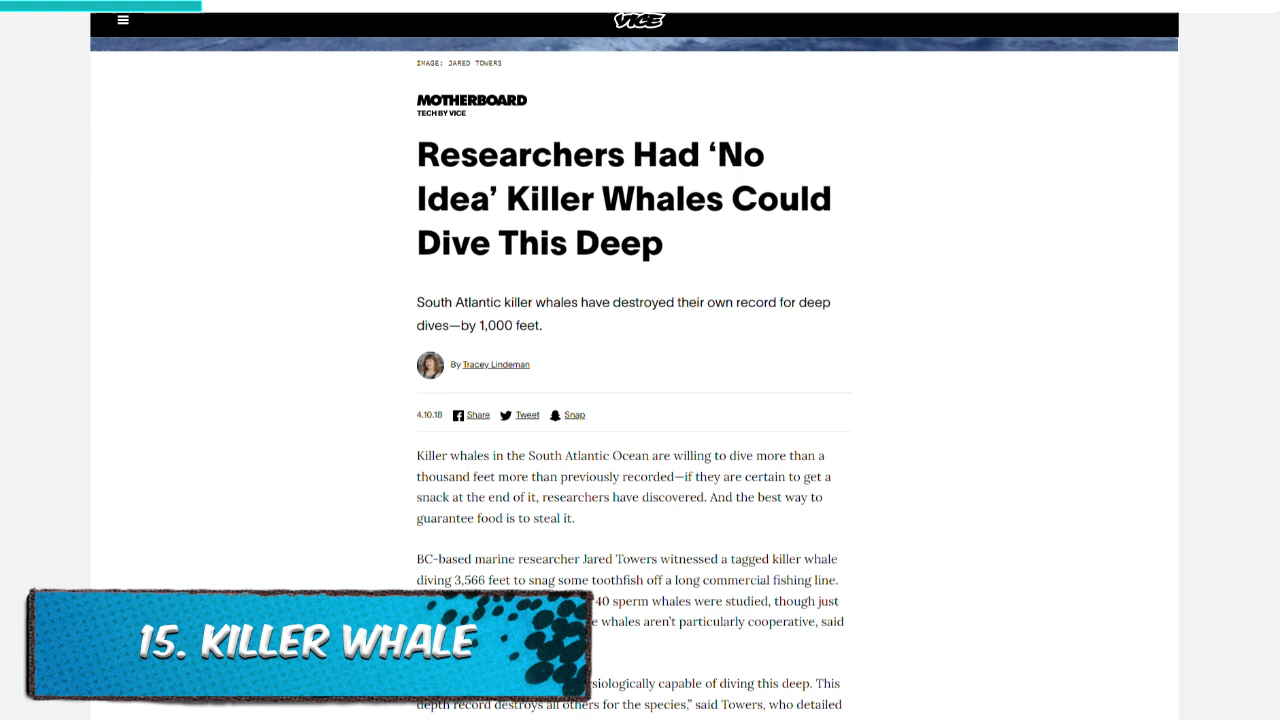 VICE
IMAGE: JARED TOWERS
MOTHERBOARD
TECH BY VICE
Researchers Had ‘No
Idea’ Killer Whales Could
Dive This Deep
South Atlantic killer whales have destroyed their own record for deep
dives—by 1,000 feet.
By Tracey Lindeman
4.10.18 Share Tweet Snap
Killer whales in the South Atlantic Ocean are willing to dive more than a
thousand feet more than previously recorded—if they are certain to get a
snack at the end of it, researchers have discovered. And the best way to
guarantee food is to steal it.
BC-based marine researcher Jared Towers witnessed a tagged killer whale
diving 3,566 feet to snag some toothfish off a long commercial fishing line.
40 sperm whales were studied, though just
whales aren’t particularly cooperative, said
capable of diving this deep. This
depth record destroys all others for the species,” said Towers, who detailed
15. KILLER WHALE